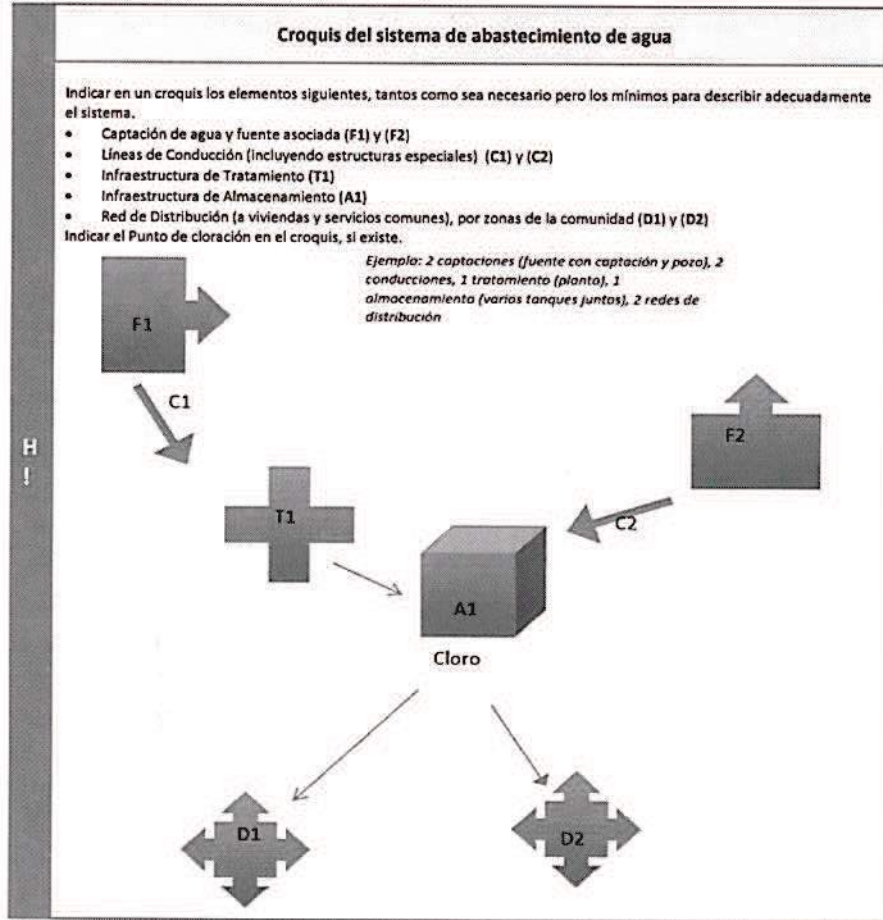 Croquis del sistema de abastecimiento de agua
Indicar en un croquis los elementos siguientes, tantos como sea necesario pero los mínimos para describir adecuadamente
el sistema.
• Captación de agua y fuente asociada (F1) y (F2)
• Líneas de Conducción (incluyendo estructuras especiales) (C1) y (C2)
• Infraestructura de Tratamiento (T1)
• Infraestructura de Almacenamiento (A1)
• Red de Distribución (a viviendas y servicios comunes), por zonas de la comunidad (D1) y (D2)
Indicar el Punto de cloración en el croquis, si existe.
Ejemplo: 2 captaciones (fuente con captación y pozo), 2
conducciones, 1 tratamiento (planta), 1
almacenamiento (varios tanques juntos), 2 redes de
distribución
F1
C1
F2
H
!
T1
C2
A1
Cloro
D1
D2